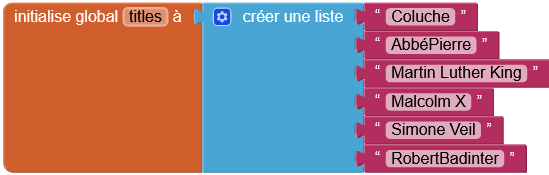 initialise global titles à créer une liste “ Coluche ”
“ AbbéPierre ”
“ Martin Luther King ”
“ Malcolm X ”
“ Simone Veil ”
“ RobertBadinter ”